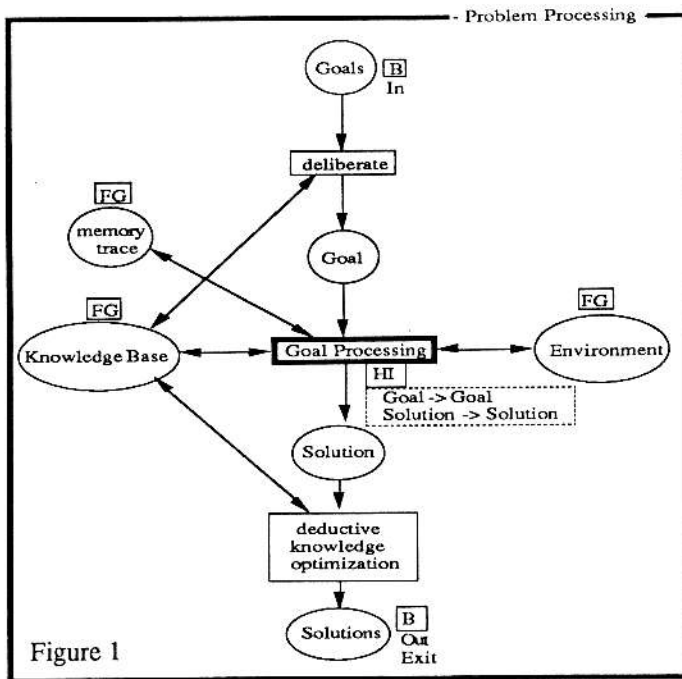 Problem Processing
Goals
B
In
deliberate
FG
memory
trace
Goal
FG
Knowledge Base
Goal Processing
FG
Environment
HI
Goal -> Goal
Solution -> Solution
Solution
deductive
knowledge
optimization
Solutions
B
Out
Exit
Figure 1